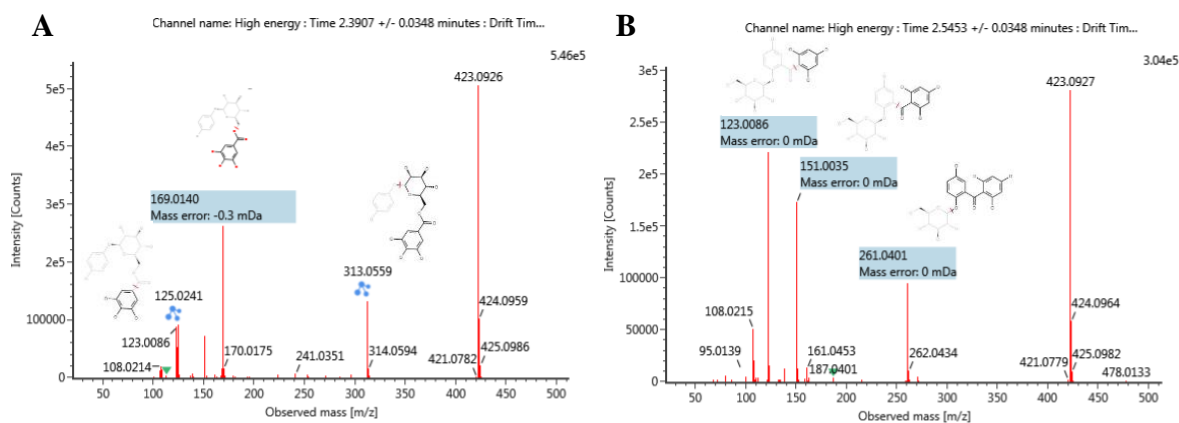 A
Channel name: High energy : Time 2.3907 +/- 0.0348 minutes : Drift Tim...
5.46e5
423.0926
5e5
4e5
3e5
2e5
100000
0
Intensity [Counts]
169.0140
Mass error: -0.3 mDa
313.0559
125.0241
123.0086
108.0214
170.0175
241.0351
314.0594
421.0782
424.0959
425.0986
50 100 150 200 250 300 350 400 450 500
Observed mass [m/z]
B
Channel name: High energy : Time 2.5453 +/- 0.0348 minutes : Drift Tim...
3.04e5
423.0927
3e5
2.5e5
2e5
1.5e5
100000
50000
0
Intensity [Counts]
123.0086
Mass error: 0 mDa
151.0035
Mass error: 0 mDa
261.0401
Mass error: 0 mDa
108.0215
95.0139
161.0453
187.0401
262.0434
421.0779
424.0964
425.0982
478.0133
50 100 150 200 250 300 350 400 450 500
Observed mass [m/z]